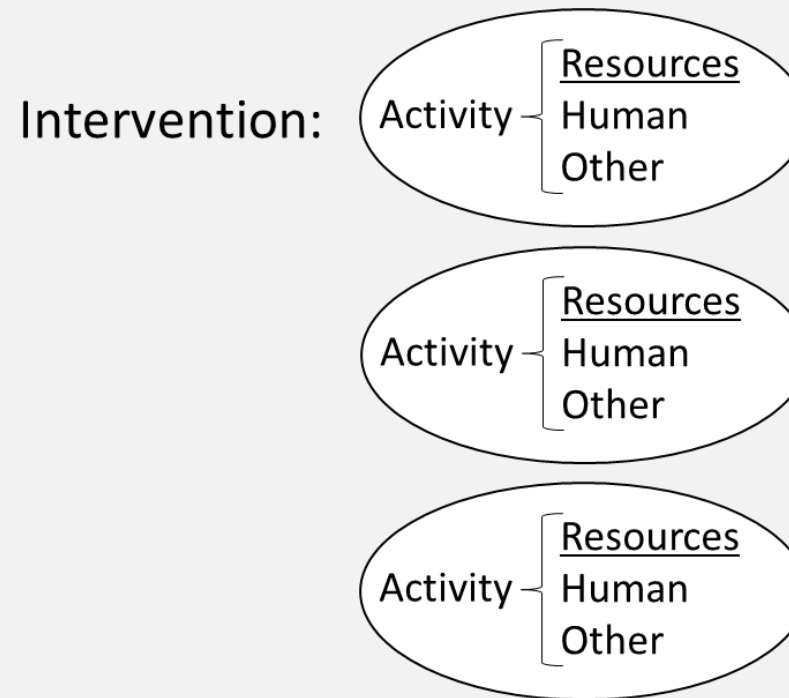 Intervention:
Activity
Resources
Human
Other
Activity
Resources
Human
Other
Activity
Resources
Human
Other